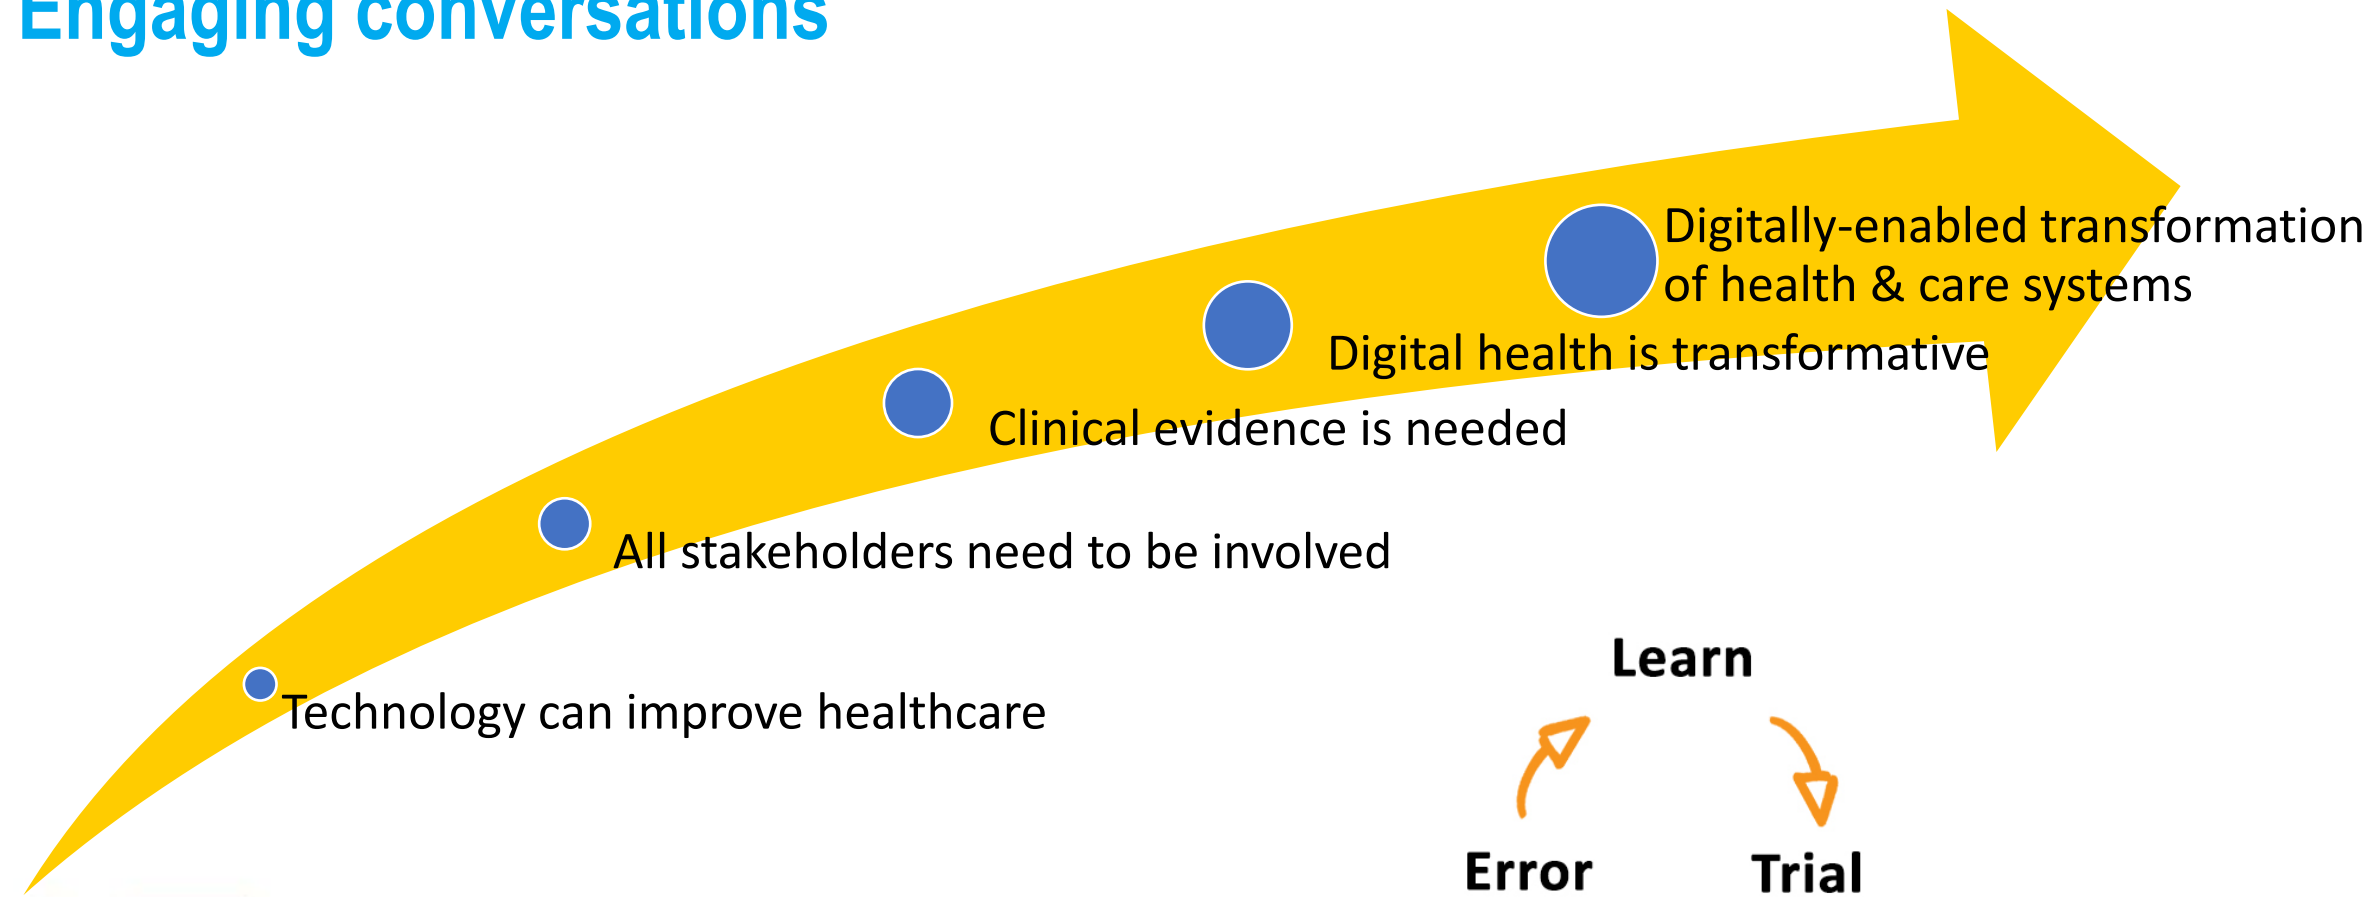 Engaging conversations
Digitally-enabled transformation
of health & care systems
Digital health is transformative
Clinical evidence is needed
All stakeholders need to be involved
Technology can improve healthcare
Learn
Error
Trial